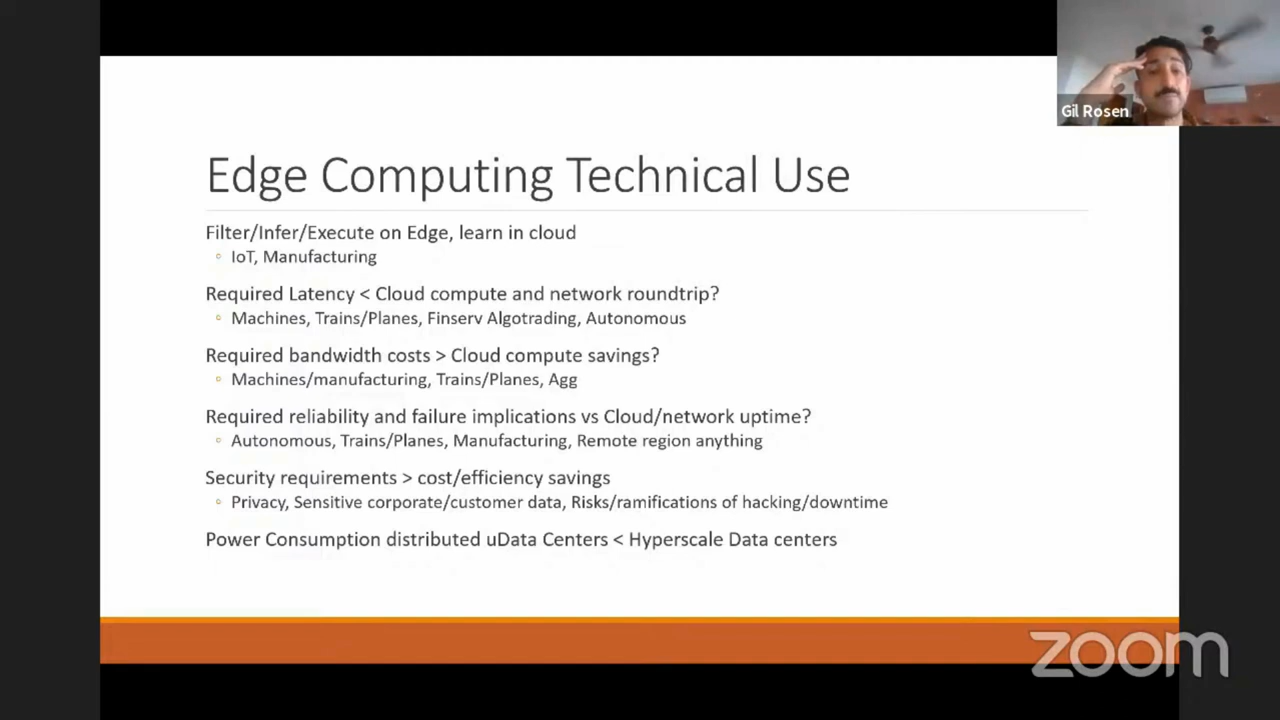 Gil Rosen
Edge Computing Technical Use
Filter/Infer/Execute on Edge, learn in cloud
IoT, Manufacturing
Required Latency < Cloud compute and network roundtrip?
Machines, Trains/Planes, Finserv Algotrading, Autonomous
Required bandwidth costs > Cloud compute savings?
Machines/manufacturing, Trains/Planes, Agg
Required reliability and failure implications vs Cloud/network uptime?
Autonomous, Trains/Planes, Manufacturing, Remote region anything
Security requirements > cost/efficiency savings
Privacy, Sensitive corporate/customer data, Risks/ramifications of hacking/downtime
Power Consumption distributed uData Centers < Hyperscale Data centers
zoom